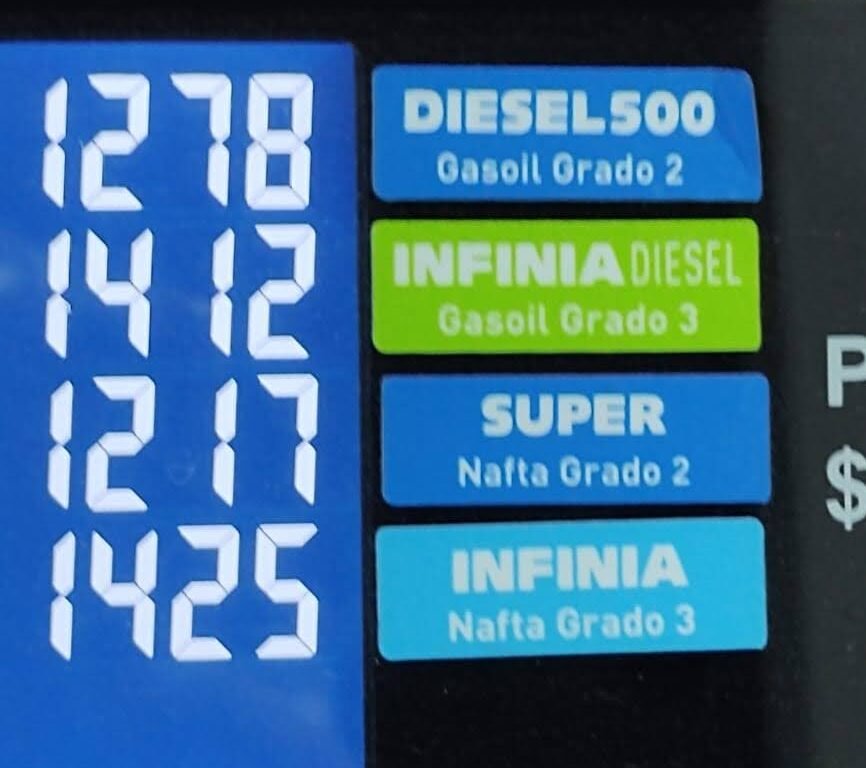 1278 DIESEL500
Gasoil Grado 2
1412 INFINIA DIESEL
Gasoil Grado 3
1217 SUPER
Nafta Grado 2
1425 INFINIA
Nafta Grado 3
P
$